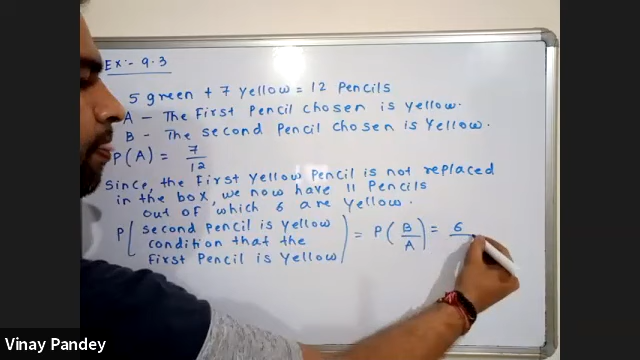 Ex:- 9.3
5 green + 7 yellow = 12 Pencils
A - The First Pencil chosen is yellow.
B - The second Pencil chosen is Yellow.
P(A) = 7/12
Since, the First Yellow Pencil is not replaced
in the box, we now have 11 Pencils
out of which 6 are yellow.
P[second pencil is yellow
condition that the
First Pencil is Yellow] = P(B/A) = 6
Vinay Pandey